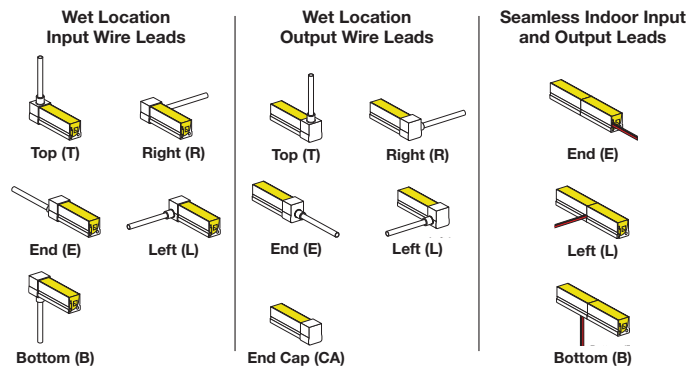 Wet Location
Input Wire Leads
Top (T)
Right (R)
End (E)
Left (L)
Bottom (B)
Wet Location
Output Wire Leads
Top (T)
Right (R)
End (E)
Left (L)
End Cap (CA)
Seamless Indoor Input
and Output Leads
End (E)
Left (L)
Bottom (B)